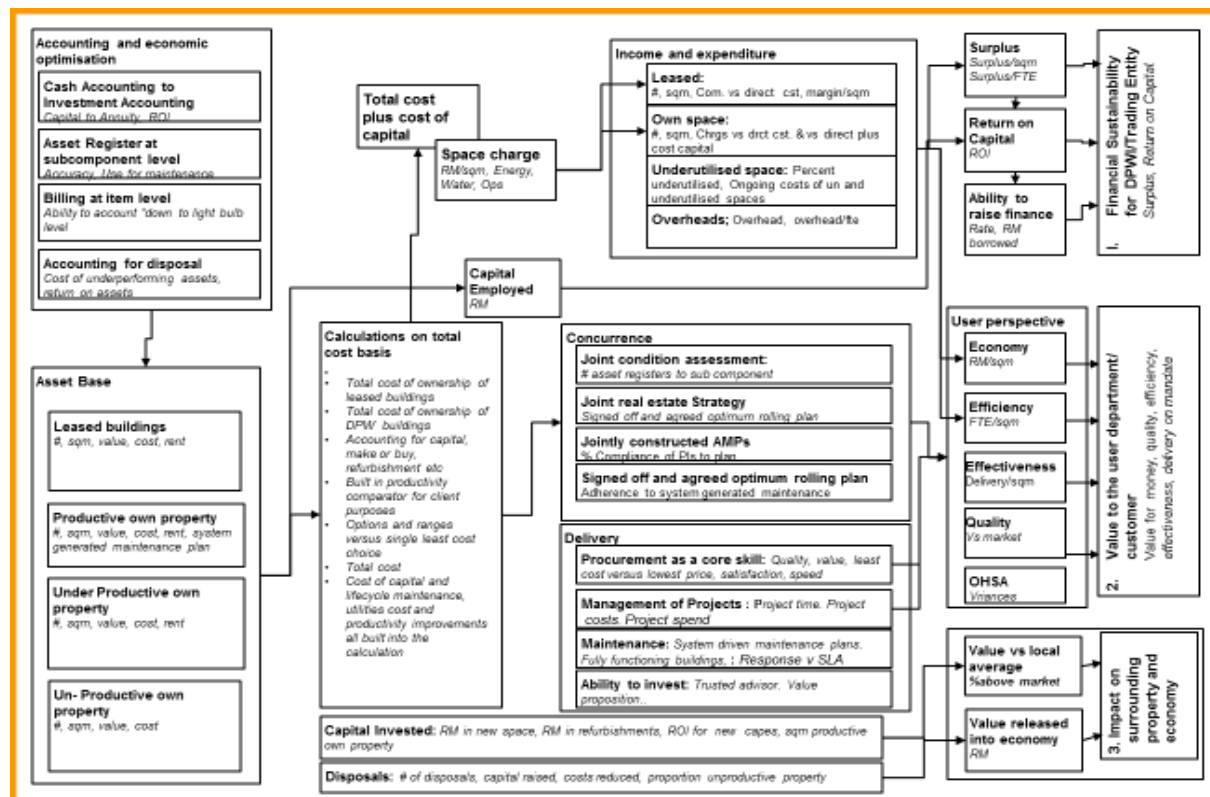 Accounting and economic
optimisation
Cash Accounting to
Investment Accounting
Capital to Annuity, ROI
Asset Register at
subcomponent level
Accuracy, Use for maintenance
Billing at item level
Ability to account "down to light bulb
level
Accounting for disposal
Cost of underperforming assets,
return on assets
Asset Base
Leased buildings
#, sqm, value, cost, rent
Productive own property
#, sqm, value, cost, rent, system
generated maintenance plan
Under Productive own
property
#, sqm, value, cost, rent
Un- Productive own
property
#, sqm, value, cost
Total cost
plus cost of
capital
Space charge
RM/sqm, Energy,
Water, Ops
Capital
Employed
RM
Calculations on total
cost basis
•
• Total cost of ownership of
leased buildings
• Total cost of ownership of
DPW buildings
• Accounting for capital,
make or buy,
refurbishment etc
• Built in productivity
comparator for client
purposes
• Options and ranges
versus single least cost
choice
• Total cost
• Cost of capital and
lifecycle maintenance,
utilities cost and
productivity improvements
all built into the
calculation
Income and expenditure
Leased:
#, sqm, Com. vs direct cst, margin/sqm
Own space:
#, sqm, Chrgs vs drct cst. & vs direct plus
cost capital
Underutilised space: Percent
underutilised, Ongoing costs of un and
underutilised spaces
Overheads; Overhead, overhead/fte
Concurrence
Joint condition assessment:
# asset registers to sub component
Joint real estate Strategy
Signed off and agreed optimum rolling plan
Jointly constructed AMPs
% Compliance of PIs to plan
Signed off and agreed optimum rolling plan
Adherence to system generated maintenance
Delivery
Procurement as a core skill: Quality, value, least
cost versus lowest price, satisfaction, speed
Management of Projects : Project time. Project
costs. Project spend
Maintenance: System driven maintenance plans.
Fully functioning buildings. : Response v SLA
Ability to invest: Trusted advisor. Value
proposition..
Capital Invested: RM in new space, RM in refurbishments, ROI for new capes, sqm productive
own property
Disposals: # of disposals, capital raised, costs reduced, proportion unproductive property
Surplus
Surplus/sqm
Surplus/FTE
Return on
Capital
ROI
Ability to
raise finance
Rate, RM
borrowed
1. Financial Sustainability
for DPW/Trading Entity
Surplus, Return on Capital
User perspective
Economy
RM/sqm
Efficiency
FTE/sqm
Effectiveness
Delivery/sqm
Quality
Vs market
OHSA
Vriances
2. Value to the user department/
customer
Value for money, quality, efficiency,
effectiveness, delivery on mandate
Value vs local
average
%above market
Value released
into economy
RM
3. Impact on
surrounding
property and
economy